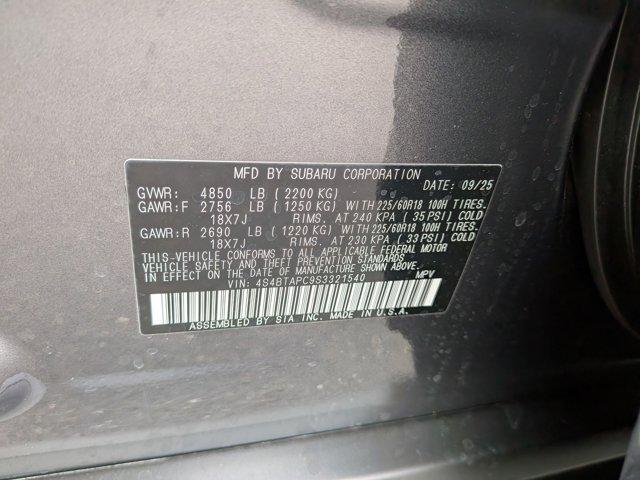 MFD BY SUBARU CORPORATION
GVWR: 4850 LB (2200 KG) DATE: 09/25
GAWR:F 2756 LB (1250 KG) WITH 225/60R18 100H TIRES.
18X7J RIMS. AT 240 KPA (35 PSI) COLD
GAWR:R 2690 LB (1220 KG) WITH 225/60R18 100H TIRES.
18X7J RIMS. AT 230 KPA (33 PSI) COLD
THIS VEHICLE CONFORMS TO ALL APPLICABLE FEDERAL MOTOR
VEHICLE SAFETY AND THEFT PREVENTION STANDARDS
IN EFFECT ON THE DATE OF MANUFACTURE SHOWN ABOVE.
VIN: 4S4BTAPC9S3321540 MPV
ASSEMBLED BY SIA INC. MADE IN U.S.A.